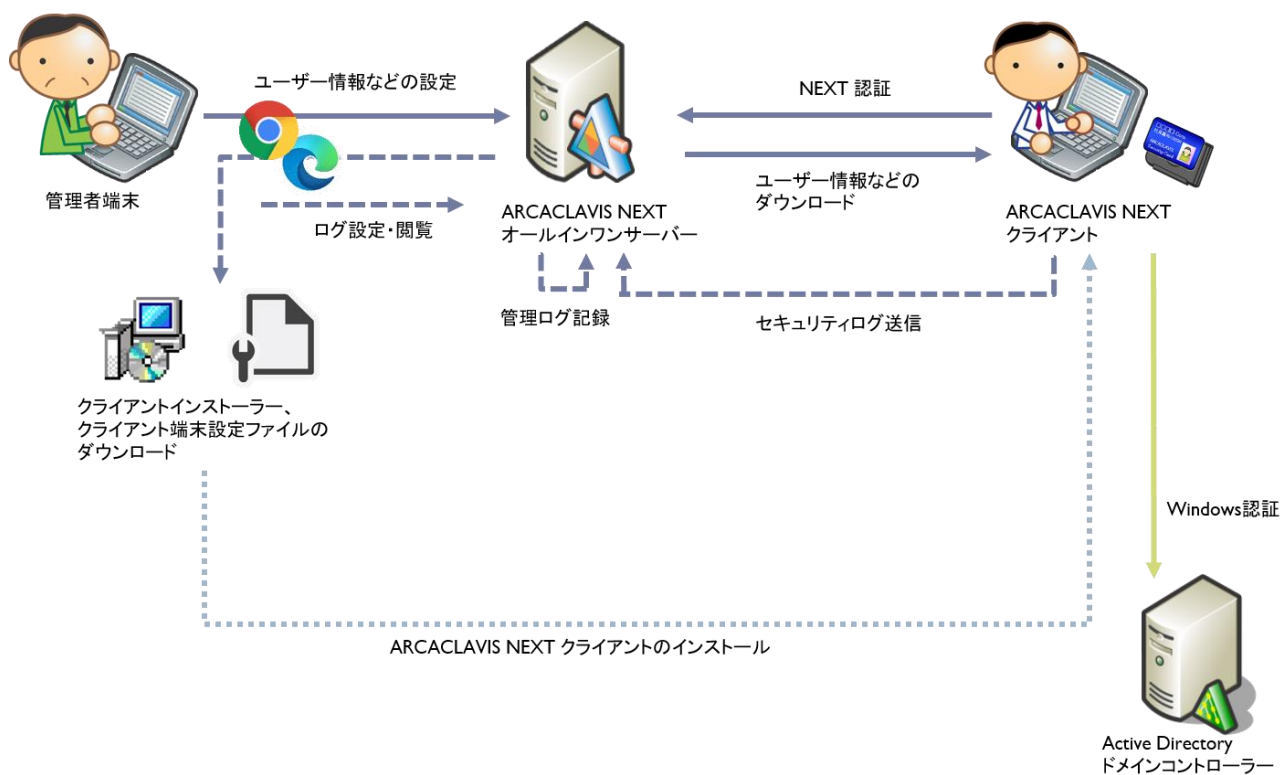 ユーザー情報などの設定
NEXT 認証
管理者端末
ログ設定・閲覧
ARCACLAVIS NEXT
オールインワンサーバー
ユーザー情報などの
ダウンロード
ARCACLAVIS NEXT
クライアント
管理ログ記録
セキュリティログ送信
クライアントインストーラー、
クライアント端末設定ファイルの
ダウンロード
Windows認証
ARCACLAVIS NEXT クライアントのインストール
Active Directory
ドメインコントローラー